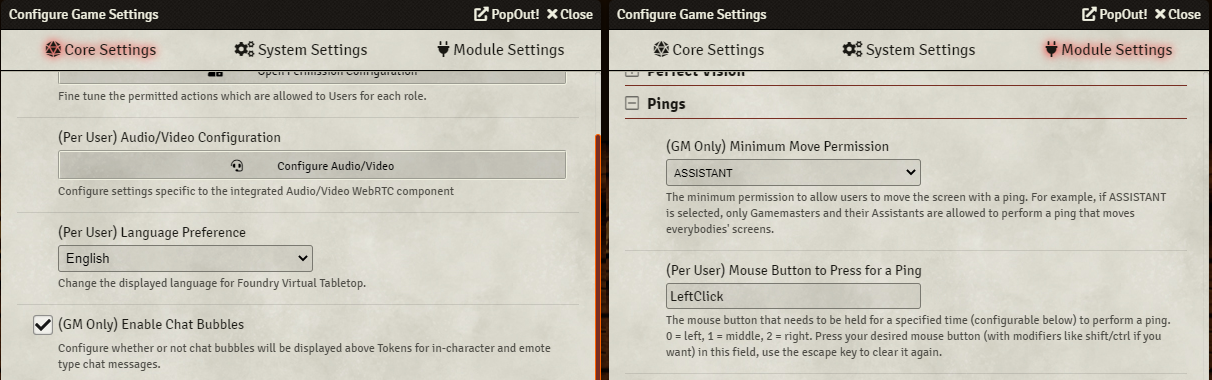 Configure Game Settings
PopOut! Close
Core Settings
System Settings
Module Settings
Open Permission Configuration
Fine tune the permitted actions which are allowed to Users for each role.
(Per User) Audio/Video Configuration
Configure Audio/Video
Configure settings specific to the integrated Audio/Video WebRTC component
(Per User) Language Preference
English
Change the displayed language for Foundry Virtual Tabletop.
(GM Only) Enable Chat Bubbles
Configure whether or not chat bubbles will be displayed above Tokens for in-character and emote
type chat messages.
Configure Game Settings
PopOut! Close
Core Settings
System Settings
Module Settings
Perfect Vision
Pings
(GM Only) Minimum Move Permission
ASSISTANT
The minimum permission to allow users to move the screen with a ping. For example, if ASSISTANT
is selected, only Gamemasters and their Assistants are allowed to perform a ping that moves
everybodies' screens.
(Per User) Mouse Button to Press for a Ping
LeftClick
The mouse button that needs to be held for a specified time (configurable below) to perform a ping.
0 = left, 1 = middle, 2 = right. Press your desired mouse button (with modifiers like shift/ctrl if you
want) in this field, use the escape key to clear it again.